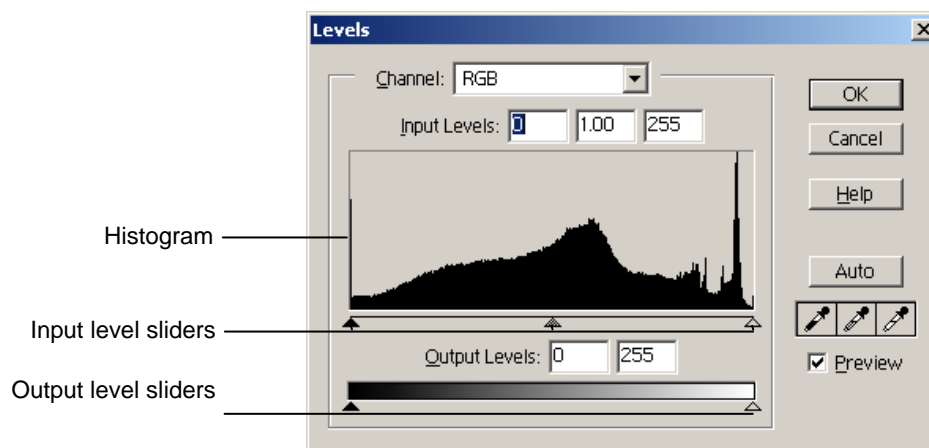 Levels
Channel: RGB
OK
Input Levels: 0 1.00 255
Cancel
Help
Histogram
Auto
Input level sliders
Output Levels: 0 255
Preview
Output level sliders